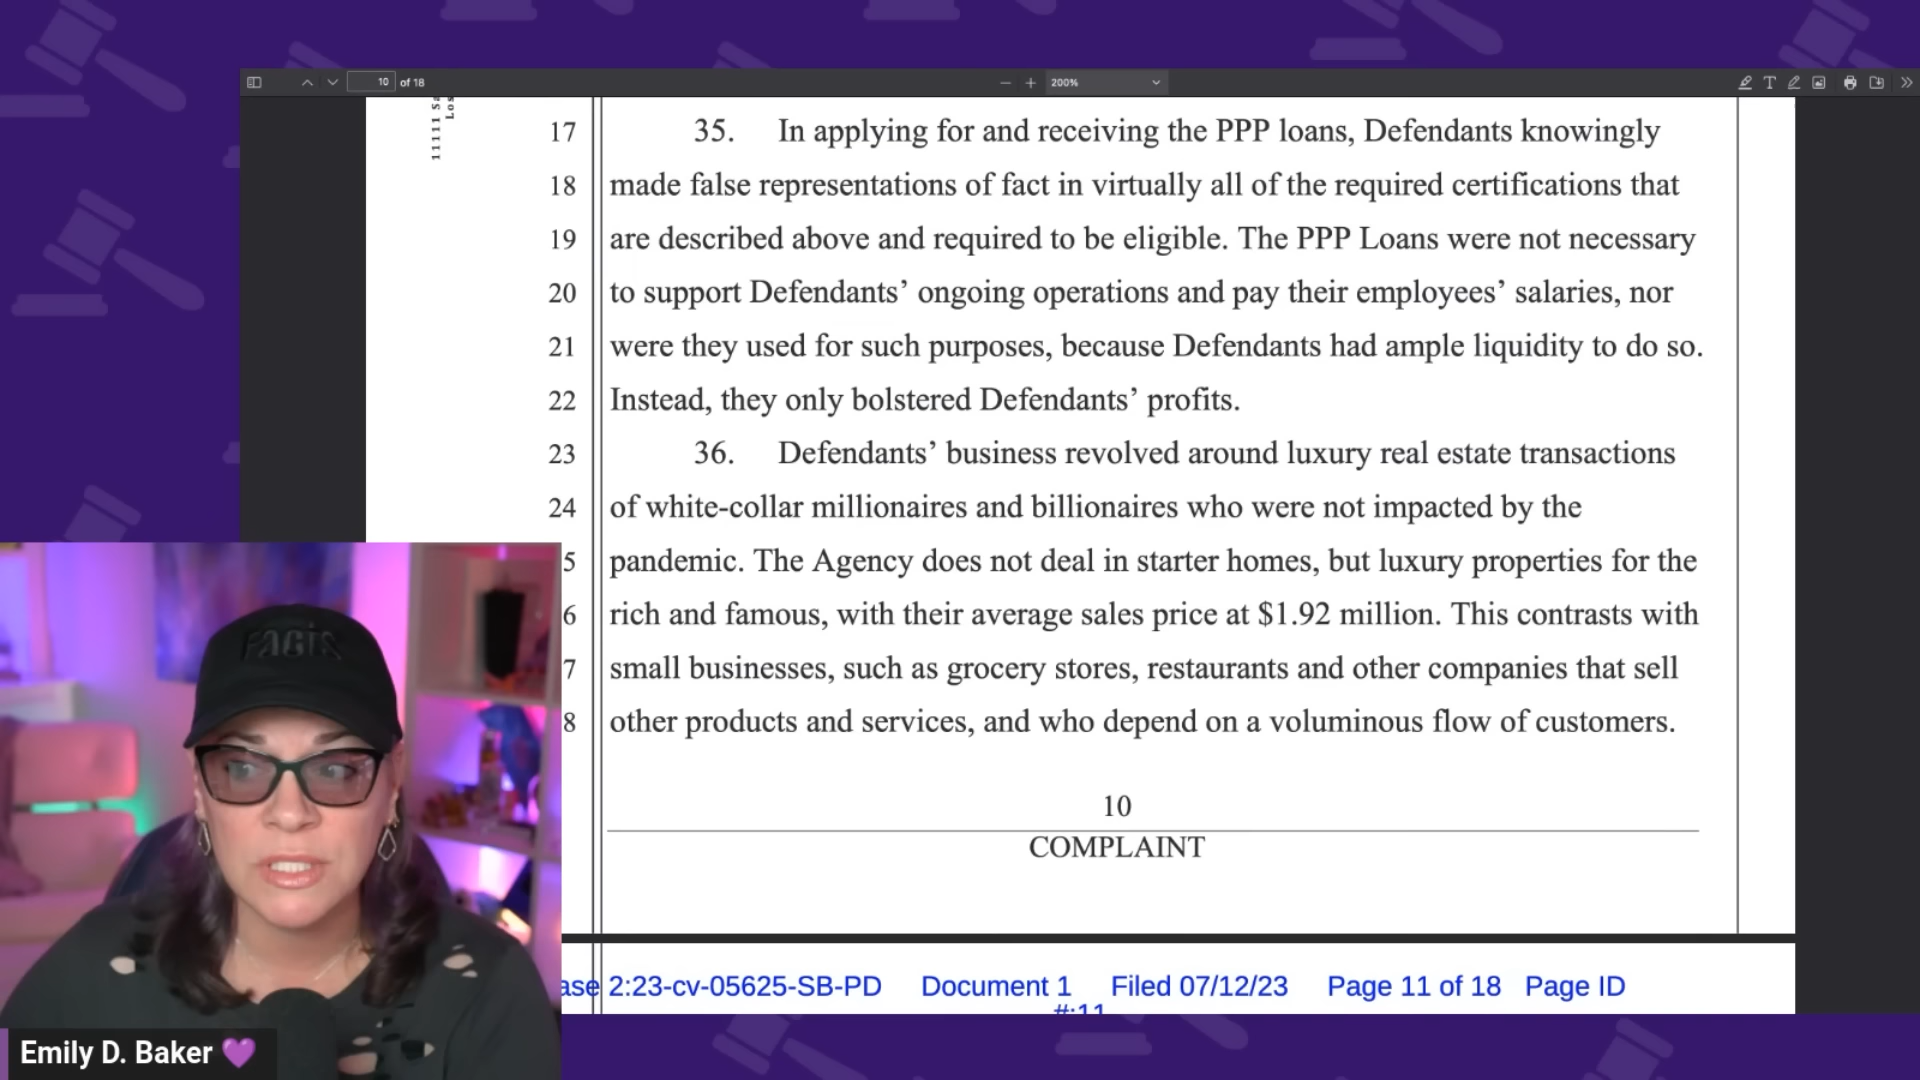 10 of 18
200%
17 35. In applying for and receiving the PPP loans, Defendants knowingly
18 made false representations of fact in virtually all of the required certifications that
19 are described above and required to be eligible. The PPP Loans were not necessary
20 to support Defendants’ ongoing operations and pay their employees’ salaries, nor
21 were they used for such purposes, because Defendants had ample liquidity to do so.
22 Instead, they only bolstered Defendants’ profits.
23 36. Defendants’ business revolved around luxury real estate transactions
24 of white-collar millionaires and billionaires who were not impacted by the
5 pandemic. The Agency does not deal in starter homes, but luxury properties for the
6 rich and famous, with their average sales price at $1.92 million. This contrasts with
7 small businesses, such as grocery stores, restaurants and other companies that sell
8 other products and services, and who depend on a voluminous flow of customers.
10
COMPLAINT
ase 2:23-cv-05625-SB-PD Document 1 Filed 07/12/23 Page 11 of 18 Page ID
#:11
11111 Sa
Los
FACTS
Emily D. Baker 💜